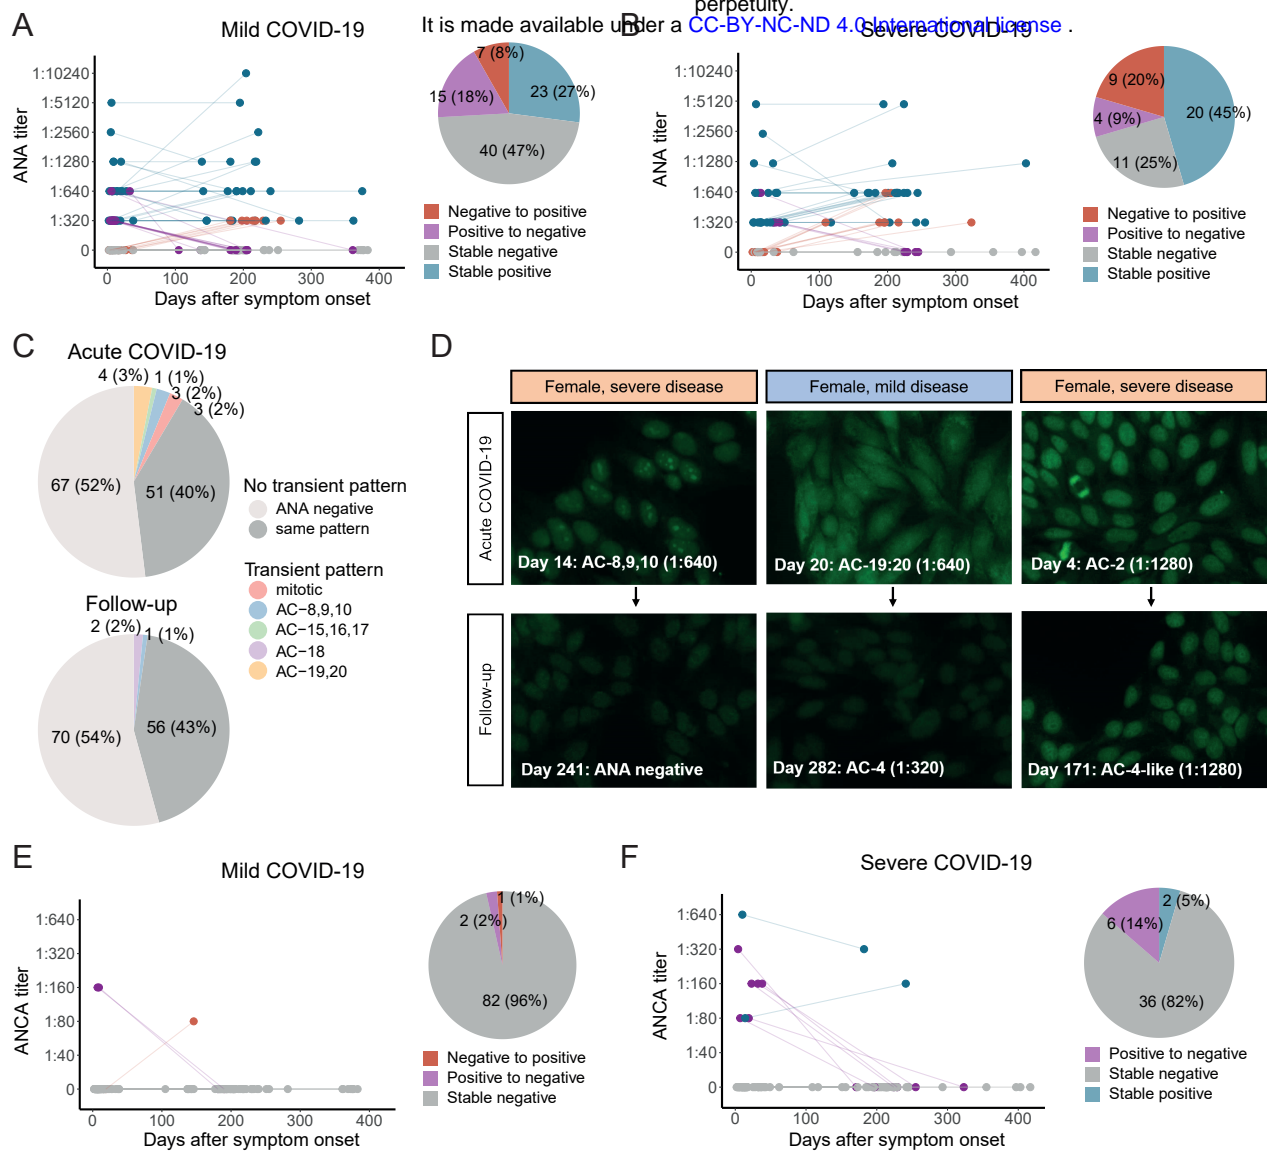 perpetuity.
It is made available under a CC-BY-NC-ND 4.0 International license .
A
Mild COVID-19
ANA titer
1:10240
1:5120
1:2560
1:1280
1:640
1:320
0
0 100 200 300 400
Days after symptom onset
7 (8%)
15 (18%)
23 (27%)
40 (47%)
Negative to positive
Positive to negative
Stable negative
Stable positive
B
Severe COVID-19
ANA titer
1:10240
1:5120
1:2560
1:1280
1:640
1:320
0
0 100 200 300 400
Days after symptom onset
9 (20%)
4 (9%)
20 (45%)
11 (25%)
Negative to positive
Positive to negative
Stable negative
Stable positive
C
Acute COVID-19
4 (3%)
1 (1%)
3 (2%)
3 (2%)
67 (52%)
51 (40%)
Follow-up
2 (2%)
1 (1%)
70 (54%)
56 (43%)
No transient pattern
ANA negative
same pattern
Transient pattern
mitotic
AC−8,9,10
AC−15,16,17
AC−18
AC−19,20
D
Female, severe disease
Female, mild disease
Female, severe disease
Acute COVID-19
Day 14: AC-8,9,10 (1:640)
Day 20: AC-19:20 (1:640)
Day 4: AC-2 (1:1280)
Follow-up
Day 241: ANA negative
Day 282: AC-4 (1:320)
Day 171: AC-4-like (1:1280)
E
Mild COVID-19
ANCA titer
1:640
1:320
1:160
1:80
1:40
0
0 100 200 300 400
Days after symptom onset
1 (1%)
2 (2%)
82 (96%)
Negative to positive
Positive to negative
Stable negative
F
Severe COVID-19
ANCA titer
1:640
1:320
1:160
1:80
1:40
0
0 100 200 300 400
Days after symptom onset
2 (5%)
6 (14%)
36 (82%)
Positive to negative
Stable negative
Stable positive